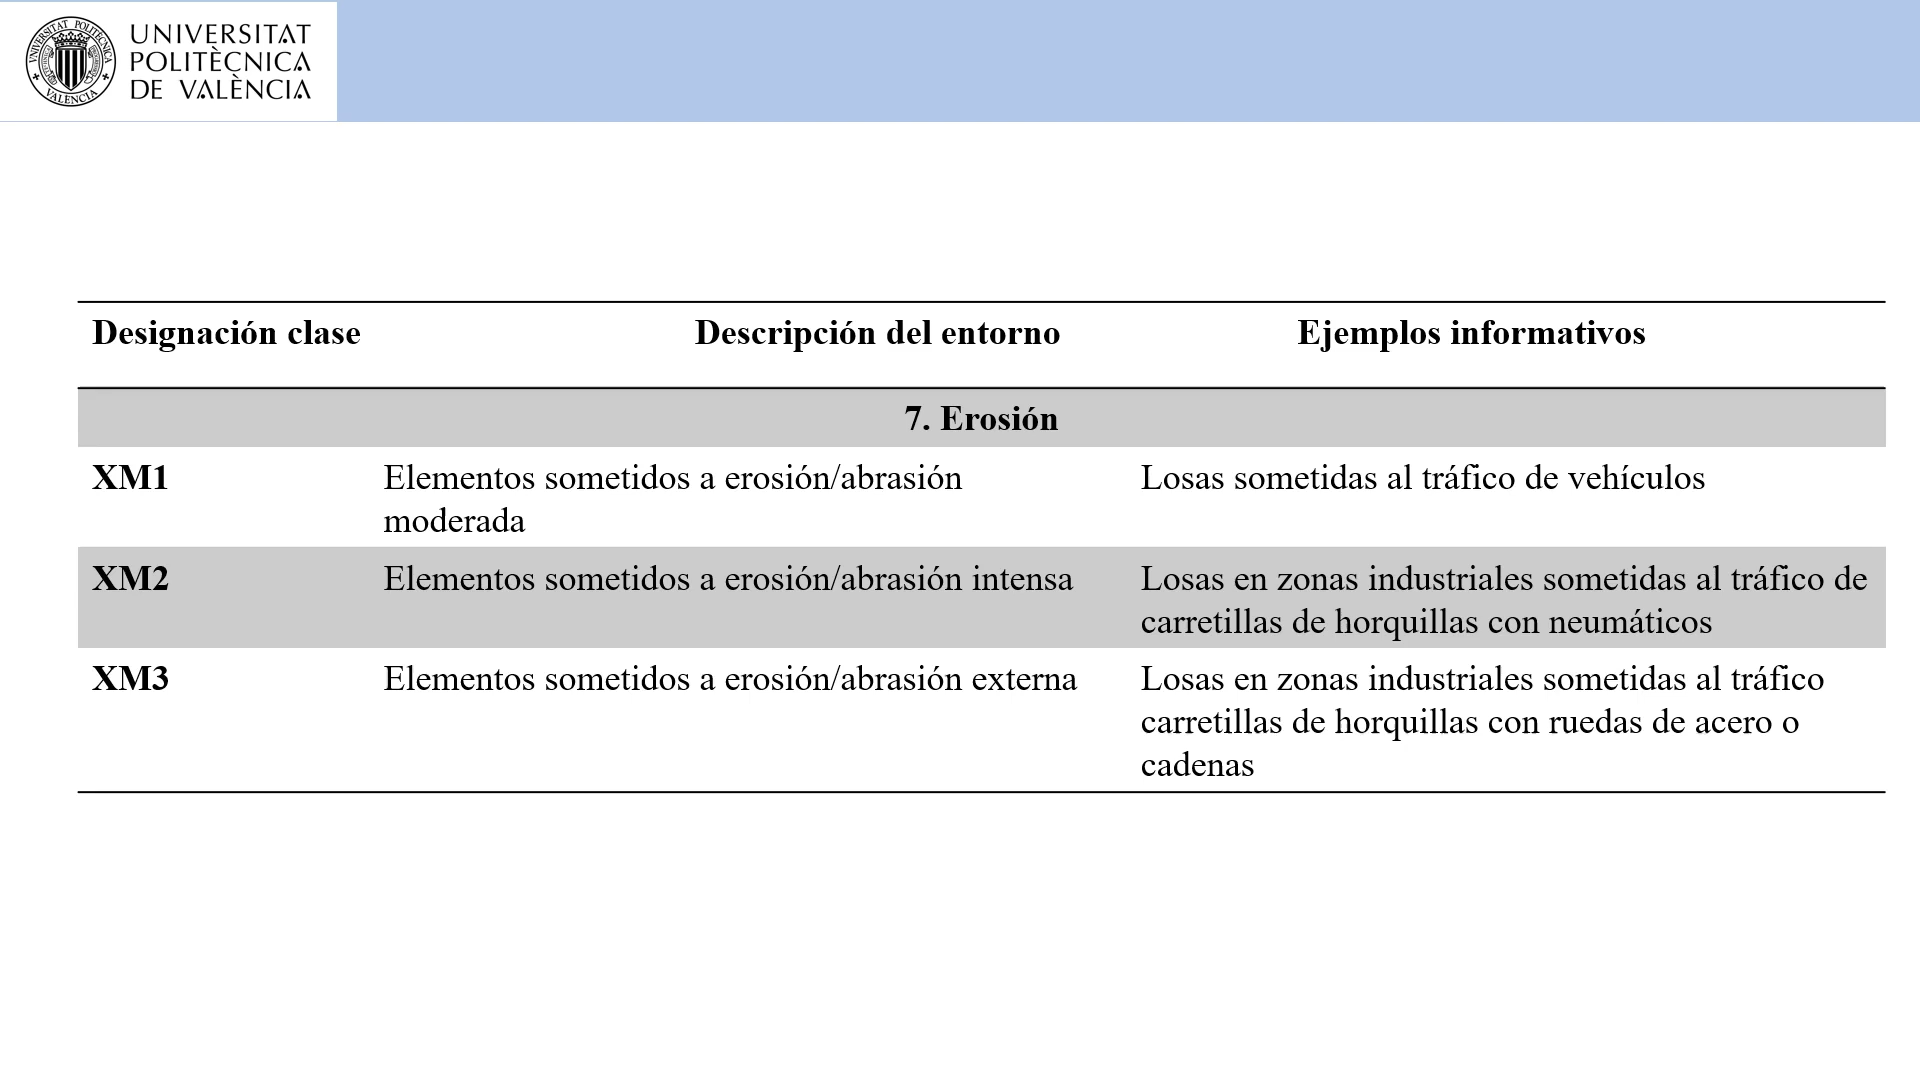 UNIVERSITAT POLITÈCNICA VALÈNCIA
UNIVERSITAT
POLITÈCNICA
DE VALÈNCIA
Designación clase Descripción del entorno Ejemplos informativos
7. Erosión
XM1 Elementos sometidos a erosión/abrasión Losas sometidas al tráfico de vehículos
moderada
XM2 Elementos sometidos a erosión/abrasión intensa Losas en zonas industriales sometidas al tráfico de
carretillas de horquillas con neumáticos
XM3 Elementos sometidos a erosión/abrasión externa Losas en zonas industriales sometidas al tráfico
carretillas de horquillas con ruedas de acero o
cadenas